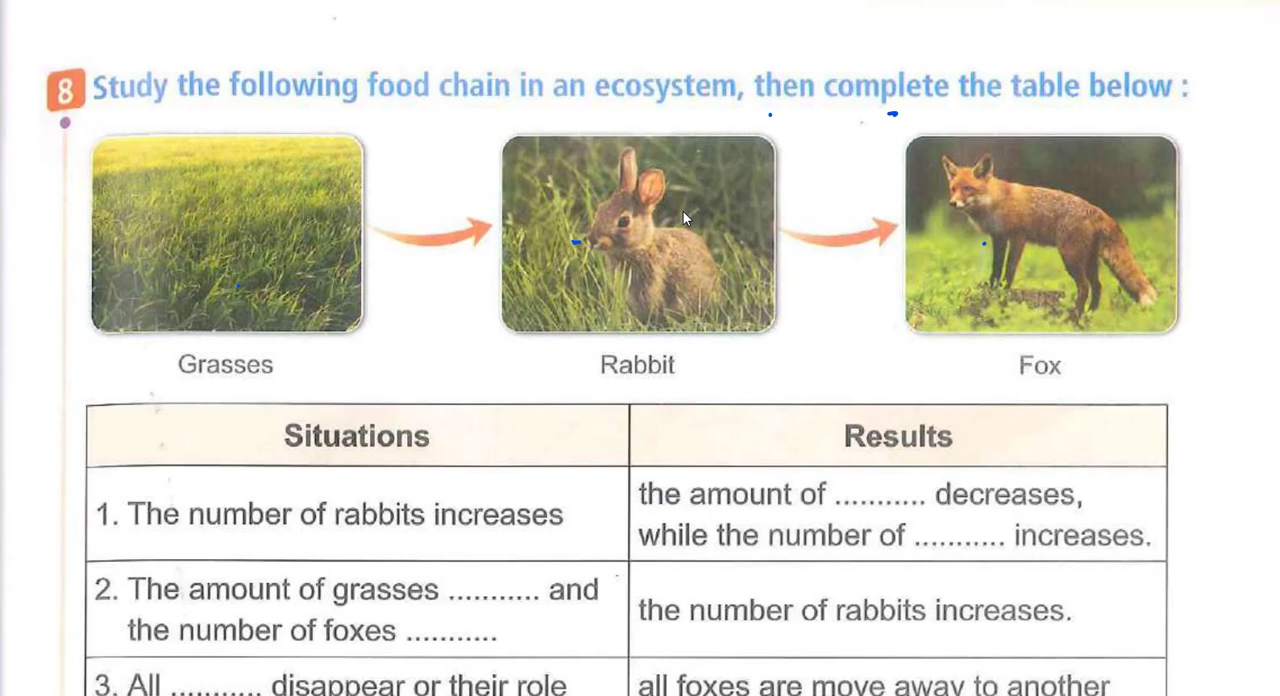 8 Study the following food chain in an ecosystem, then complete the table below :
Grasses
Rabbit
Fox
Situations
Results
1. The number of rabbits increases
the amount of ........... decreases,
while the number of ........... increases.
2. The amount of grasses ........... and
the number of foxes ...........
the number of rabbits increases.
3. All ........... disappear or their role
all foxes are move away to another